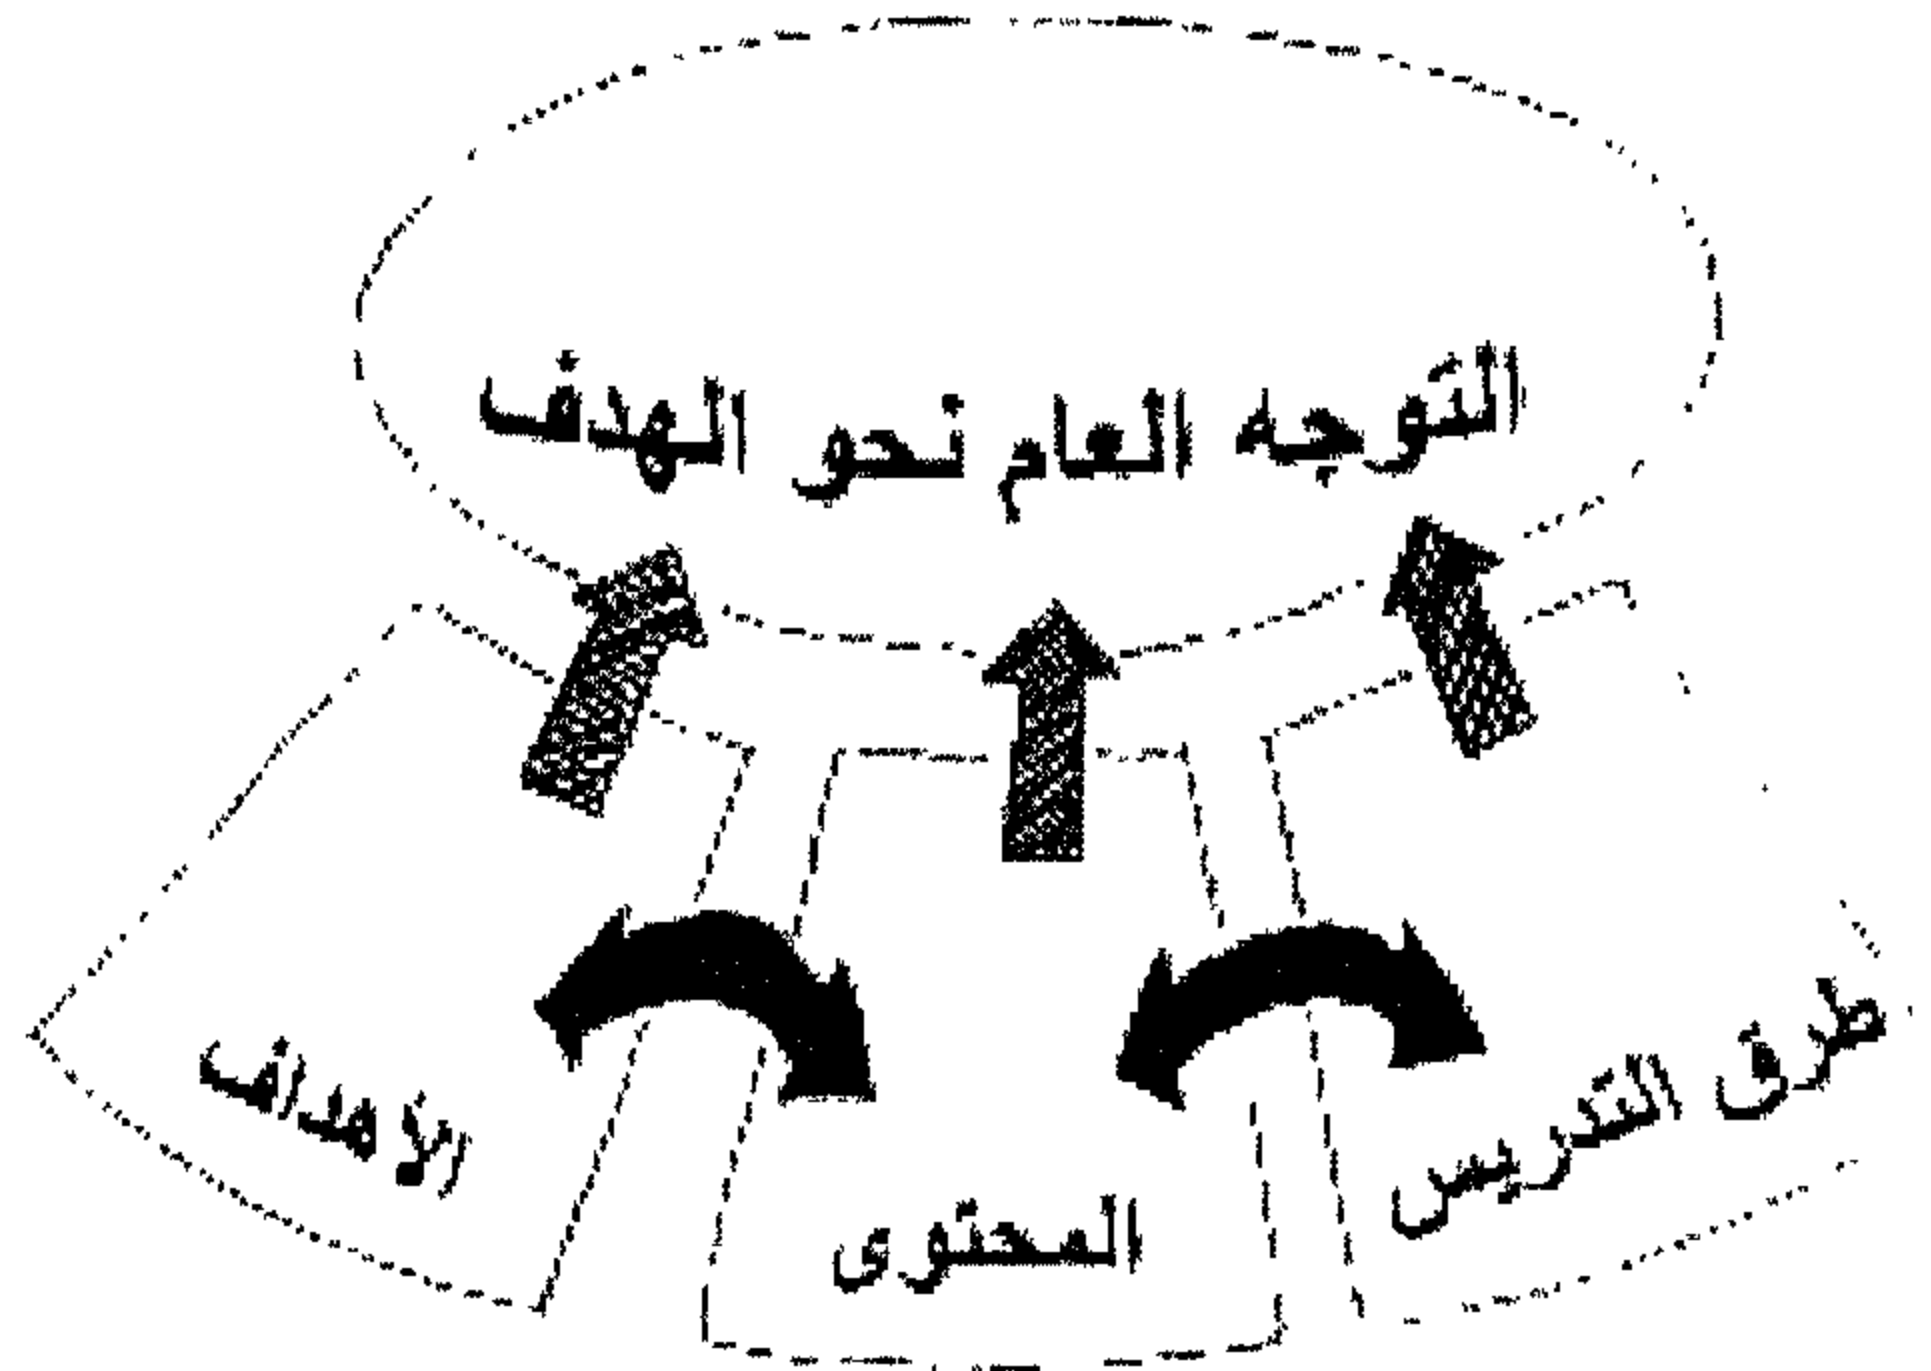 التوجه العام نحو الهدف
طرق التدريس
المحتوى
الأهداف